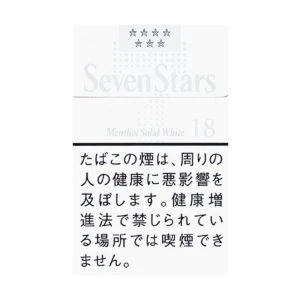 Seven Stars
Menthol Solid White 18
たばこの煙は、周りの
人の健康に悪影響を
及ぼします。健康増
進法で禁じられてい
る場所では喫煙でき
ません。